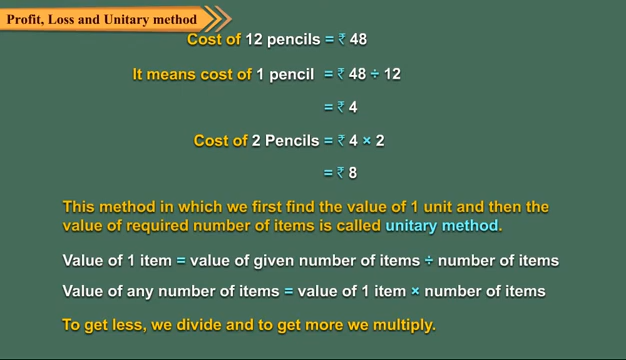 Profit, Loss and Unitary method
Cost of 12 pencils = ₹ 48
It means cost of 1 pencil = ₹ 48 ÷ 12
= ₹ 4
Cost of 2 Pencils = ₹ 4 × 2
= ₹ 8
This method in which we first find the value of 1 unit and then the
value of required number of items is called unitary method.
Value of 1 item = value of given number of items ÷ number of items
Value of any number of items = value of 1 item × number of items
To get less, we divide and to get more we multiply.